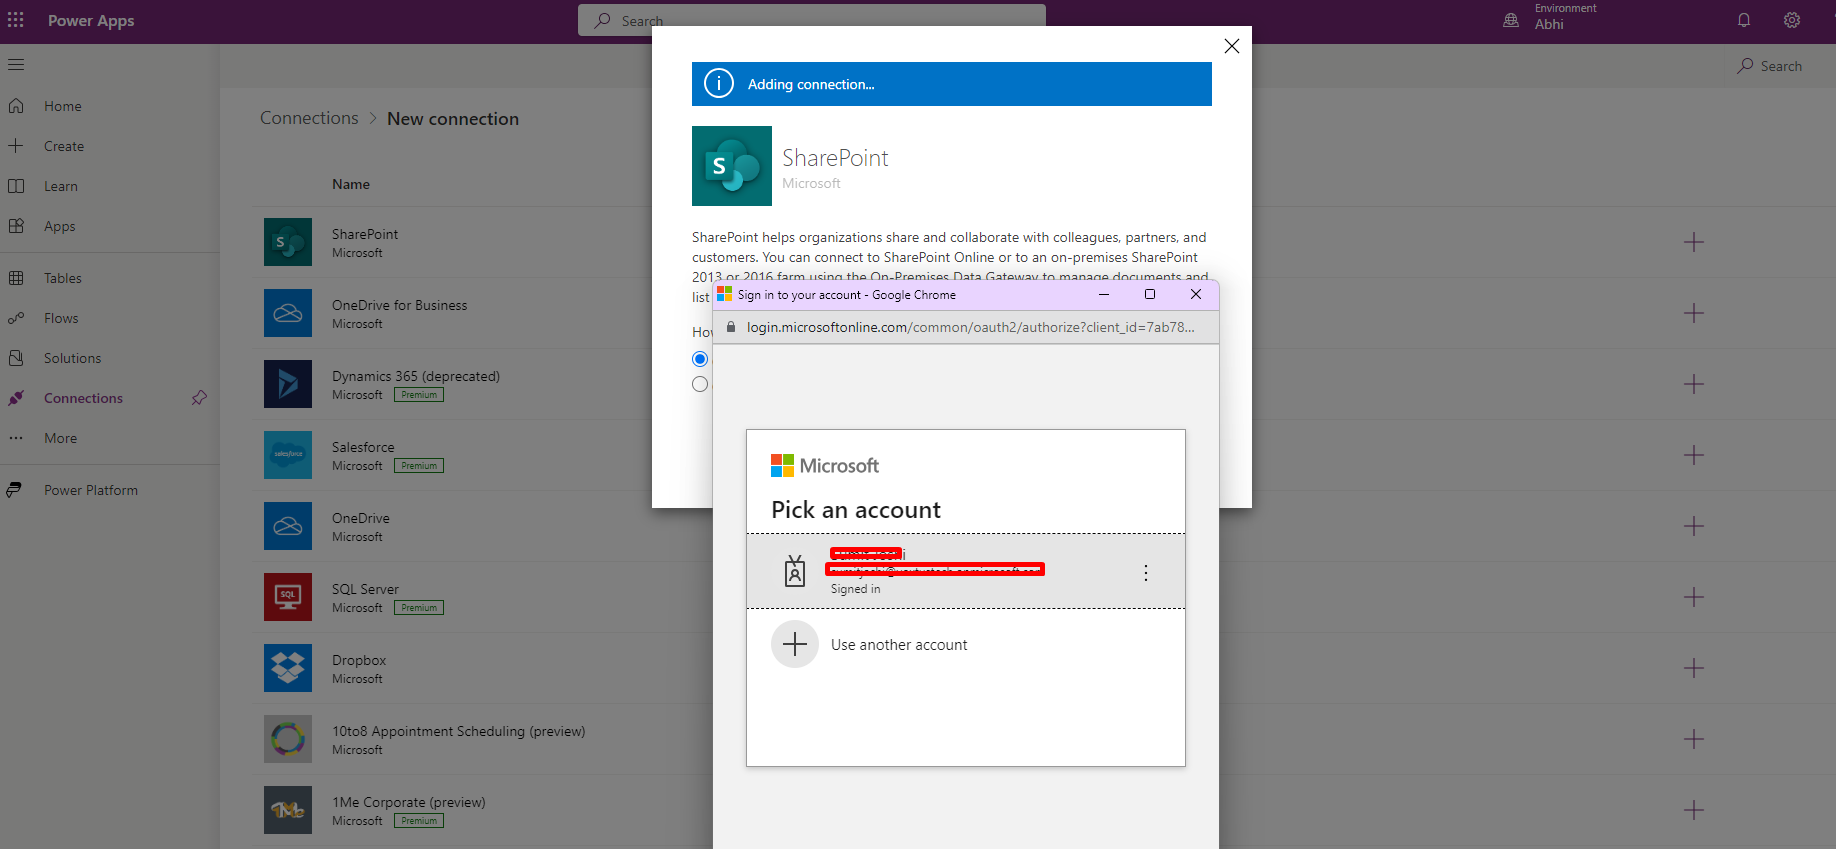 Power Apps
Search
Environment
Abhi
Search
Home
Create
Learn
Apps
Tables
Flows
Solutions
Connections
More
Power Platform
Connections > New connection
Name
SharePoint
Microsoft
OneDrive for Business
Microsoft
Dynamics 365 (deprecated)
Microsoft Premium
Salesforce
Microsoft Premium
OneDrive
Microsoft
SQL Server
Microsoft Premium
Dropbox
Microsoft
10to8 Appointment Scheduling (preview)
Microsoft
1Me Corporate (preview)
Microsoft Premium
Adding connection...
S
SharePoint
Microsoft
SharePoint helps organizations share and collaborate with colleagues, partners, and
customers. You can connect to SharePoint Online or to an on-premises SharePoint
2013 or 2016 farm using the On-Premises Data Gateway to manage documents and
list
Sign in to your account - Google Chrome
login.microsoftonline.com/common/oauth2/authorize?client_id=7ab78...
Microsoft
Pick an account
Signed in
Use another account